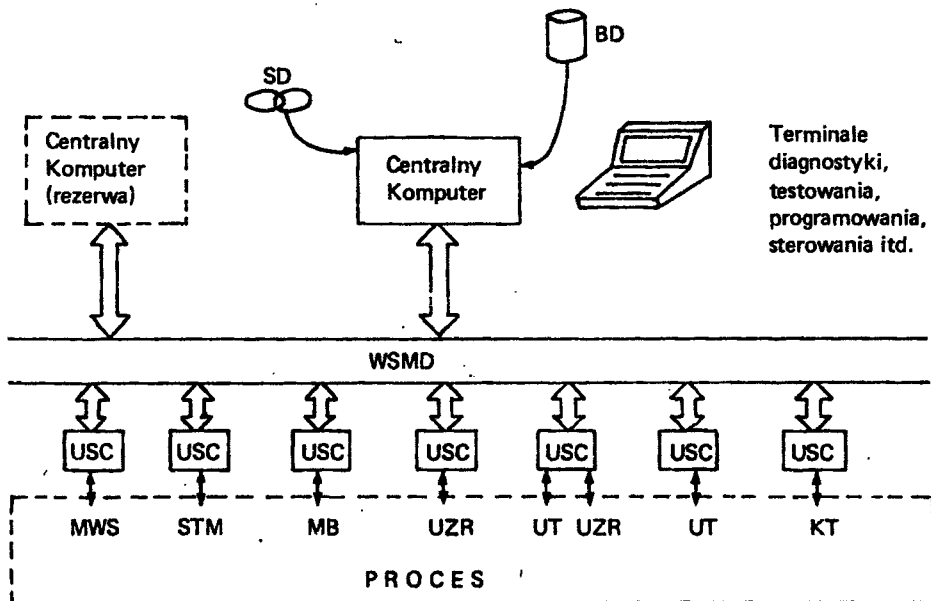 BD
SD
Centralny
Komputer
(rezerwa)
Centralny
Komputer
Terminale
diagnostyki,
testowania,
programowania,
sterowania itd.
WSMD
USC USC USC USC USC USC USC
MWS STM MB UZR UT UZR UT KT
PROCES